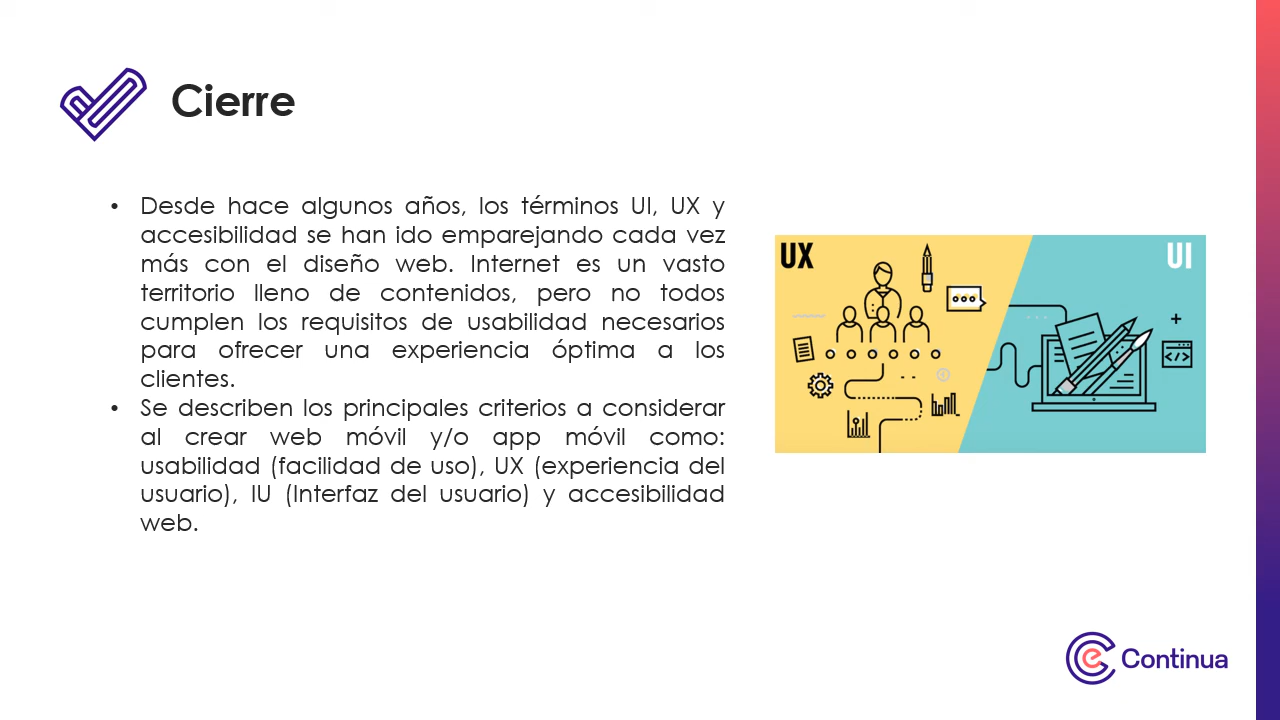 Cierre
• Desde hace algunos años, los términos UI, UX y
accesibilidad se han ido emparejando cada vez
más con el diseño web. Internet es un vasto
territorio lleno de contenidos, pero no todos
cumplen los requisitos de usabilidad necesarios
para ofrecer una experiencia óptima a los
clientes.
• Se describen los principales criterios a considerar
al crear web móvil y/o app móvil como:
usabilidad (facilidad de uso), UX (experiencia del
usuario), IU (Interfaz del usuario) y accesibilidad
web.
UX
UI
</>
Continua